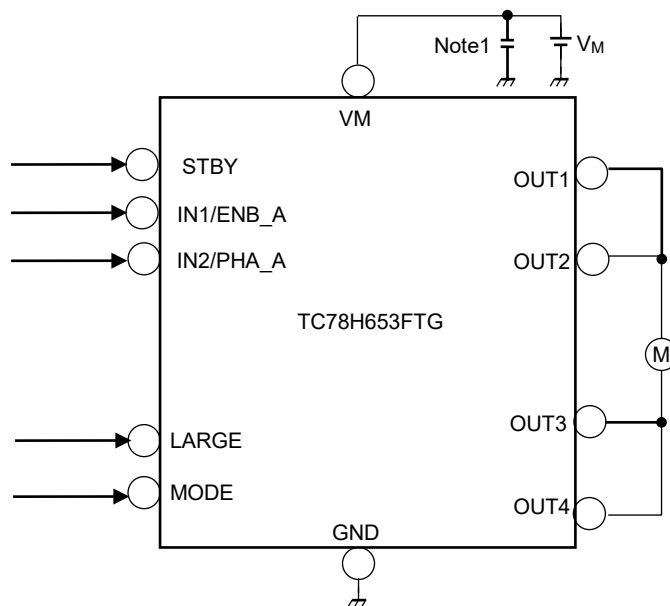 Note1
VM
VM
STBY
OUT1
IN1/ENB_A
IN2/PHA_A
OUT2
TC78H653FTG
M
LARGE
OUT3
MODE
OUT4
GND